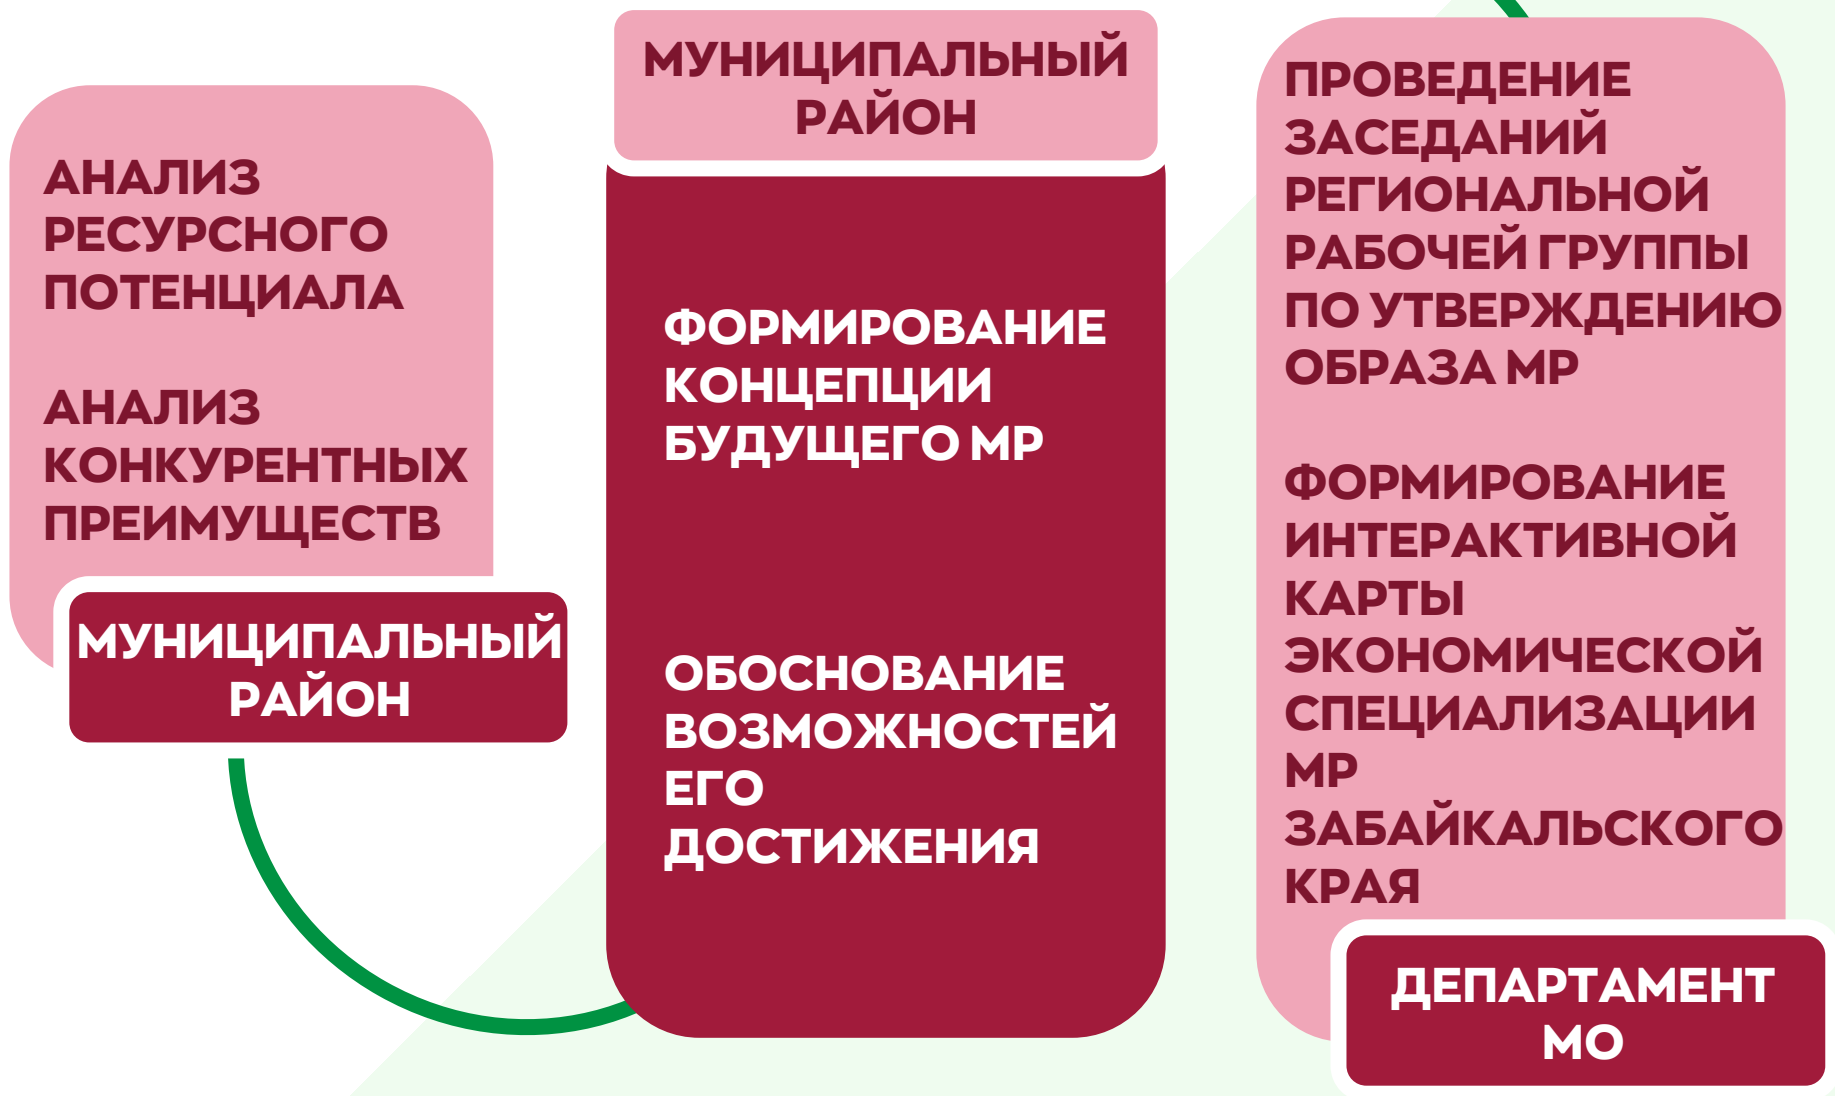 АНАЛИЗ
РЕСУРСНОГО
ПОТЕНЦИАЛА
АНАЛИЗ
КОНКУРЕНТНЫХ
ПРЕИМУЩЕСТВ
МУНИЦИПАЛЬНЫЙ
РАЙОН
МУНИЦИПАЛЬНЫЙ
РАЙОН
ФОРМИРОВАНИЕ
КОНЦЕПЦИИ
БУДУЩЕГО МР
ОБОСНОВАНИЕ
ВОЗМОЖНОСТЕЙ
ЕГО
ДОСТИЖЕНИЯ
ПРОВЕДЕНИЕ
ЗАСЕДАНИЙ
РЕГИОНАЛЬНОЙ
РАБОЧЕЙ ГРУППЫ
ПО УТВЕРЖДЕНИЮ
ОБРАЗА МР
ФОРМИРОВАНИЕ
ИНТЕРАКТИВНОЙ
КАРТЫ
ЭКОНОМИЧЕСКОЙ
СПЕЦИАЛИЗАЦИИ
МР
ЗАБАЙКАЛЬСКОГО
КРАЯ
ДЕПАРТАМЕНТ
МО